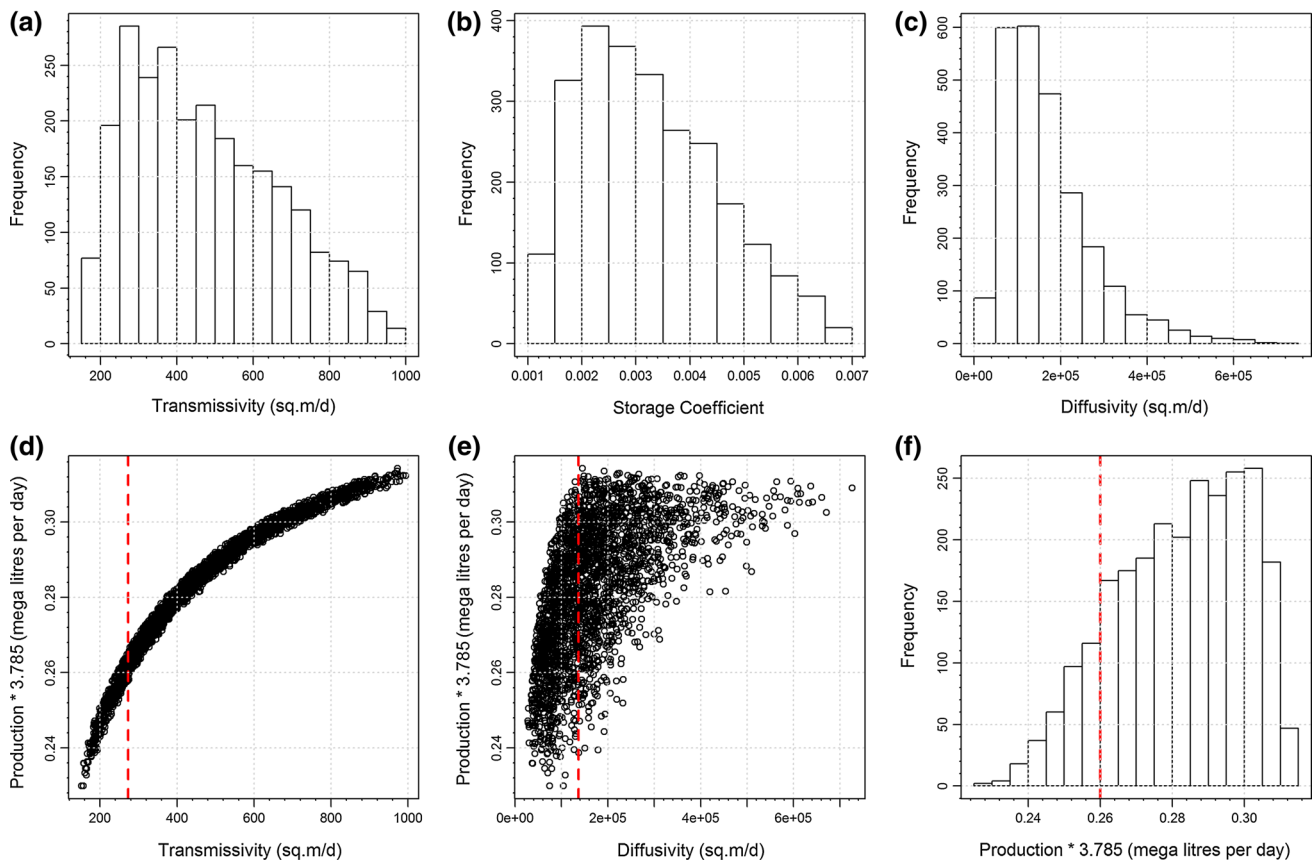 (a)
Frequency
0 50 100 150 200 250
200 400 600 800 1000
Transmissivity (sq.m/d)
(b)
Frequency
0 100 200 300 400
0.001 0.002 0.003 0.004 0.005 0.006 0.007
Storage Coefficient
(c)
Frequency
0 100 200 300 400 500 600
0e+00 2e+05 4e+05 6e+05
Diffusivity (sq.m/d)
(d)
Production * 3.785 (mega litres per day)
0.24 0.26 0.28 0.30
200 400 600 800 1000
Transmissivity (sq.m/d)
(e)
Production * 3.785 (mega litres per day)
0.24 0.26 0.28 0.30
0e+00 2e+05 4e+05 6e+05
Diffusivity (sq.m/d)
(f)
Frequency
0 50 100 150 200 250
0.24 0.26 0.28 0.30
Production * 3.785 (mega litres per day)